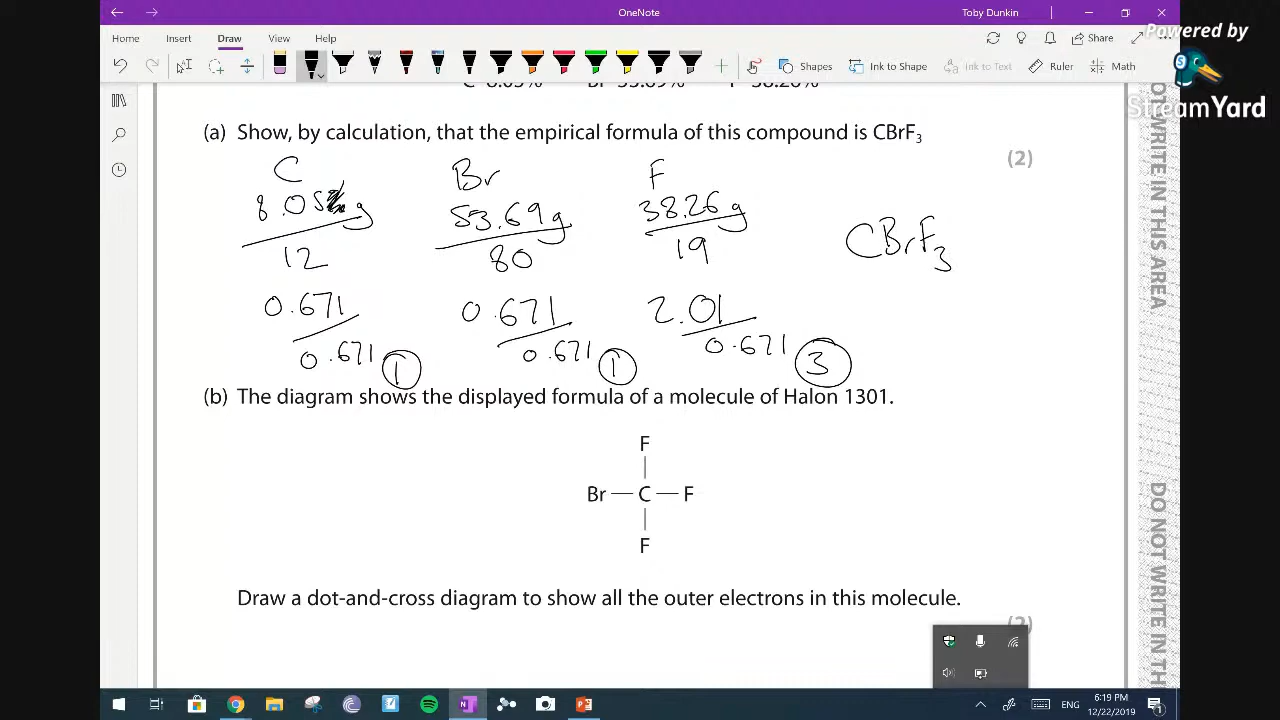 OneNote
Toby Dunkin
Powered by
StreamYard
Home Insert Draw View Help
Share
Shapes Ink to Shape Ink to Text Ruler Math
(a) Show, by calculation, that the empirical formula of this compound is CBrF3
(2)
C Br F
8.05 g 53.69g 38.26 g
12 80 19
CBrF3
0.671 0.671 2.01
0.671 0.671 0.671
1 1 3
(b) The diagram shows the displayed formula of a molecule of Halon 1301.
F
Br — C — F
F
Draw a dot-and-cross diagram to show all the outer electrons in this molecule.
(2)
DO NOT WRITE IN TH
OT WRITE IN THIS AREA
6:19 PM
ENG
12/22/2019